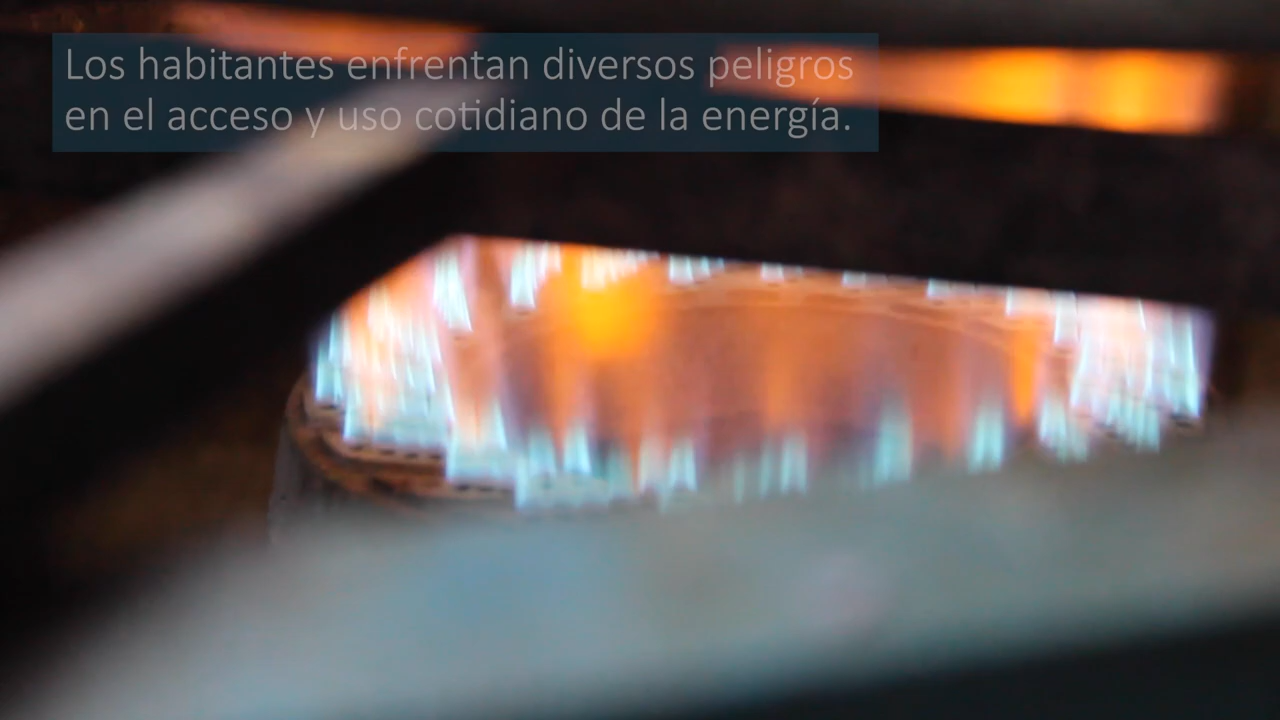 Los habitantes enfrentan diversos peligros
en el acceso y uso cotidiano de la energía.